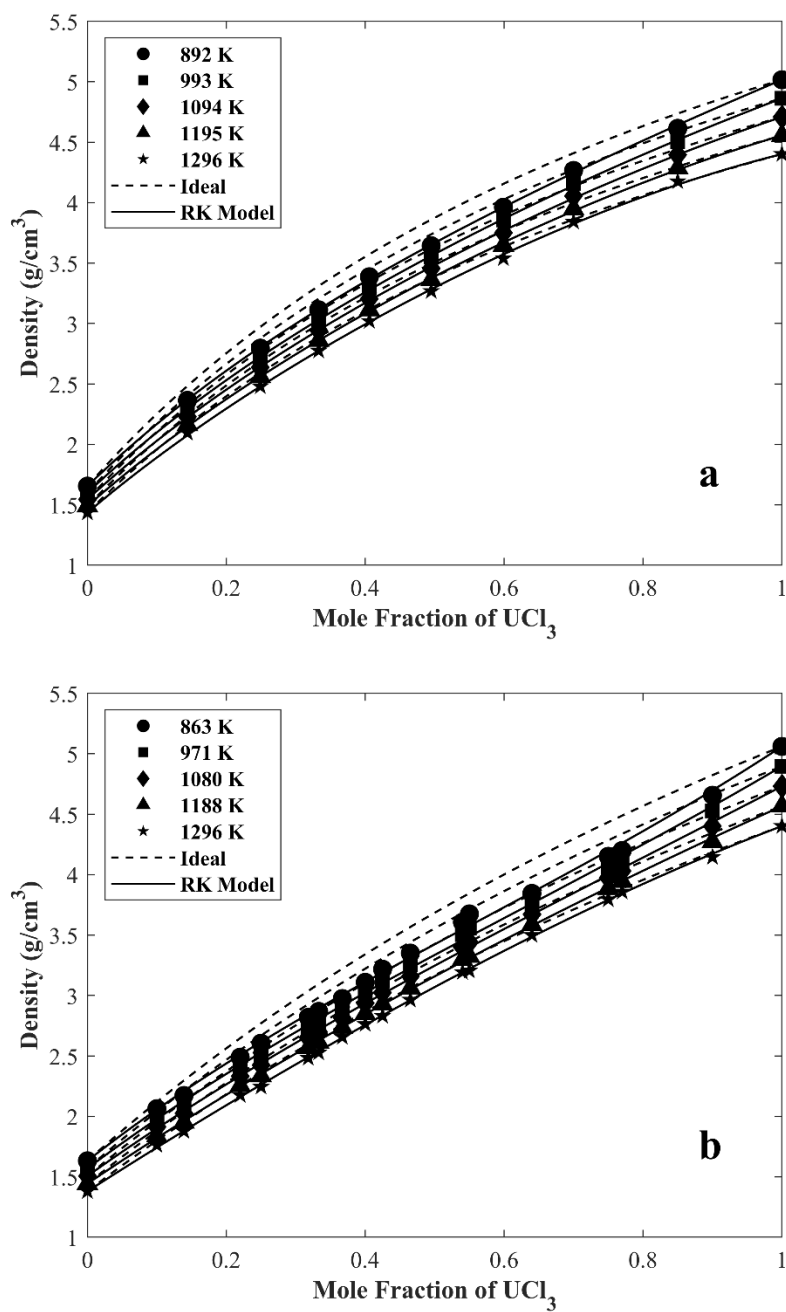 5.5
5
4.5
4
3.5
3
2.5
2
1.5
1
Density (g/cm³)
892 K
993 K
1094 K
1195 K
1296 K
Ideal
RK Model
a
0
0.2
0.4
0.6
0.8
1
Mole Fraction of UCl₃
5.5
5
4.5
4
3.5
3
2.5
2
1.5
1
Density (g/cm³)
863 K
971 K
1080 K
1188 K
1296 K
Ideal
RK Model
b
0
0.2
0.4
0.6
0.8
1
Mole Fraction of UCl₃